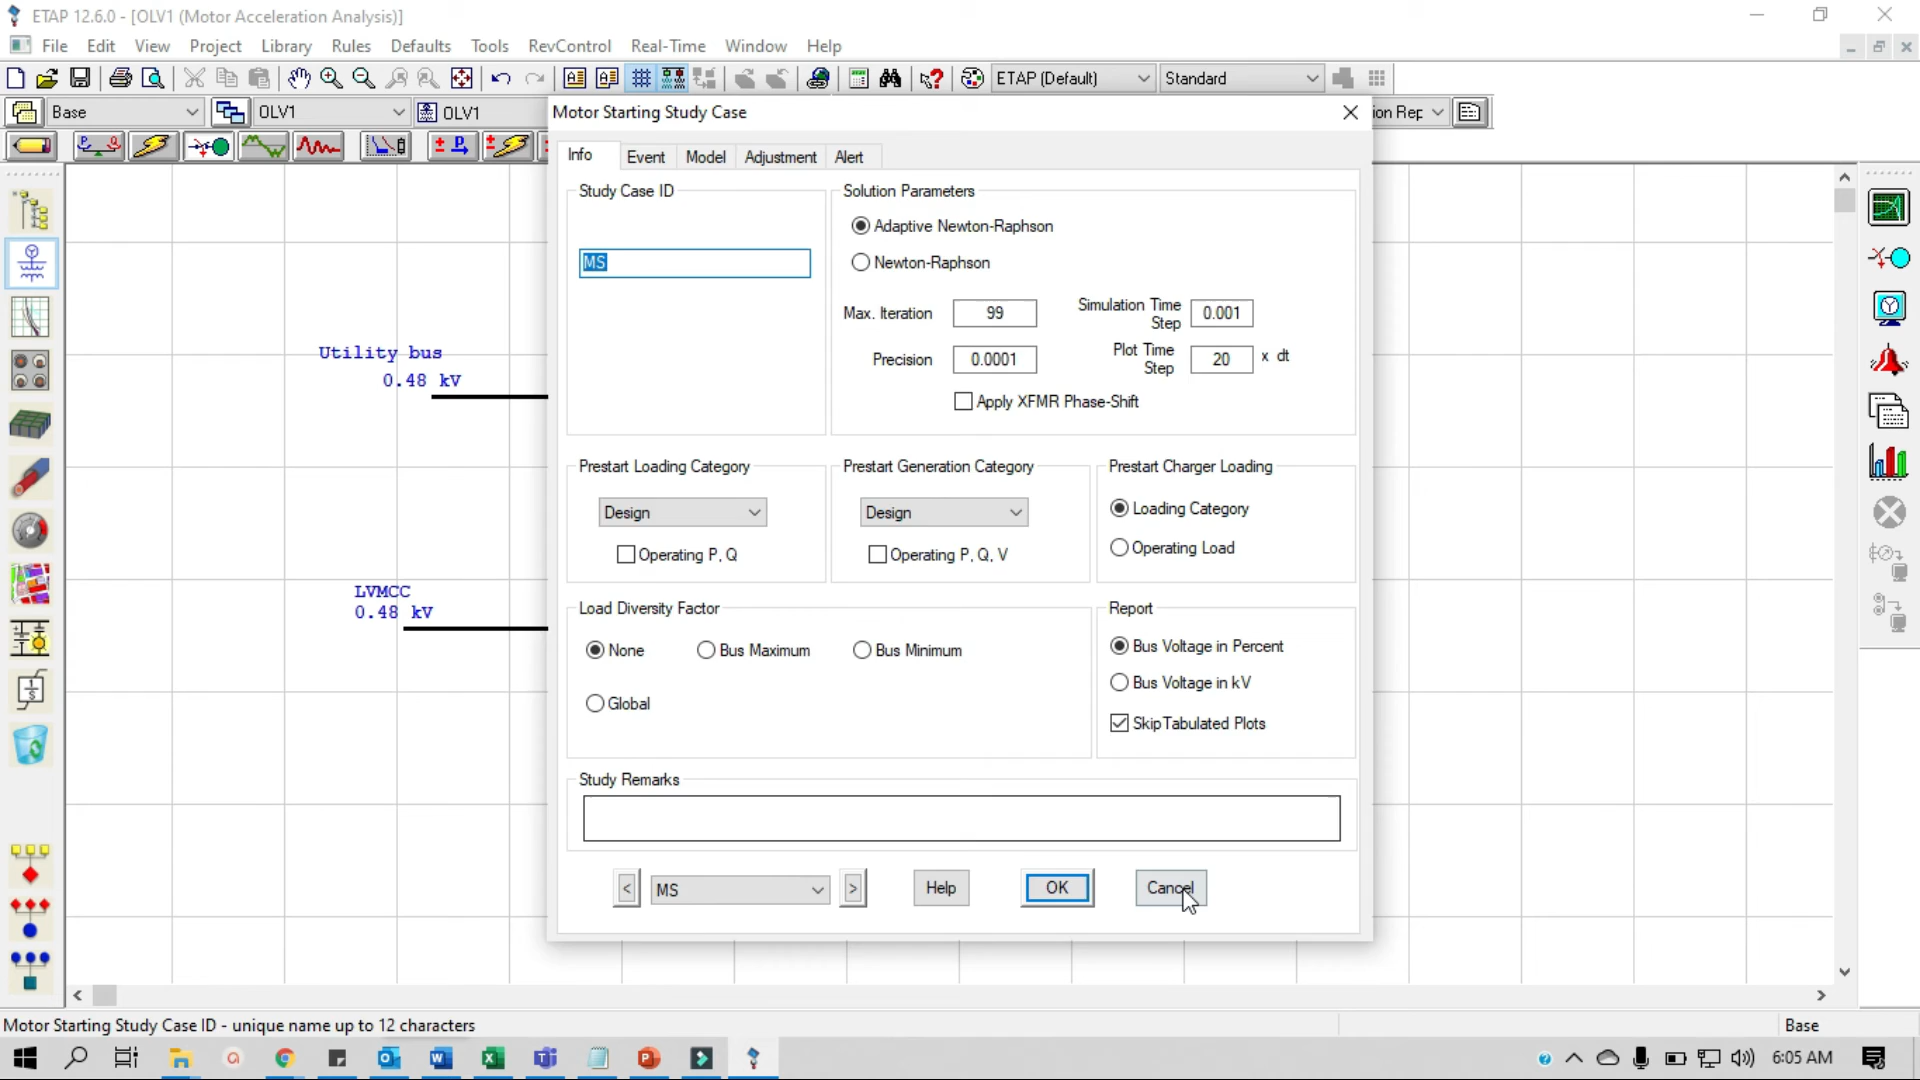 ETAP 12.6.0 - [OLV1 (Motor Acceleration Analysis)]
File Edit View Project Library Rules Defaults Tools RevControl Real-Time Window Help
ETAP (Default) Standard
Base OLV1 OLV1
Motor Starting Study Case
ion Rep
Info Event Model Adjustment Alert
Study Case ID
MS
Solution Parameters
Adaptive Newton-Raphson
Newton-Raphson
Max. Iteration 99 Simulation Time Step 0.001
Precision 0.0001 Plot Time Step 20 x dt
Apply XFMR Phase-Shift
Utility bus
0.48 kV
Prestart Loading Category
Design
Operating P, Q
Prestart Generation Category
Design
Operating P, Q, V
Prestart Charger Loading
Loading Category
Operating Load
LVMCC
0.48 kV
Load Diversity Factor
None Bus Maximum Bus Minimum
Global
Report
Bus Voltage in Percent
Bus Voltage in kV
Skip Tabulated Plots
Study Remarks
< MS > Help OK Cancel
Motor Starting Study Case ID - unique name up to 12 characters
Base
6:05 AM